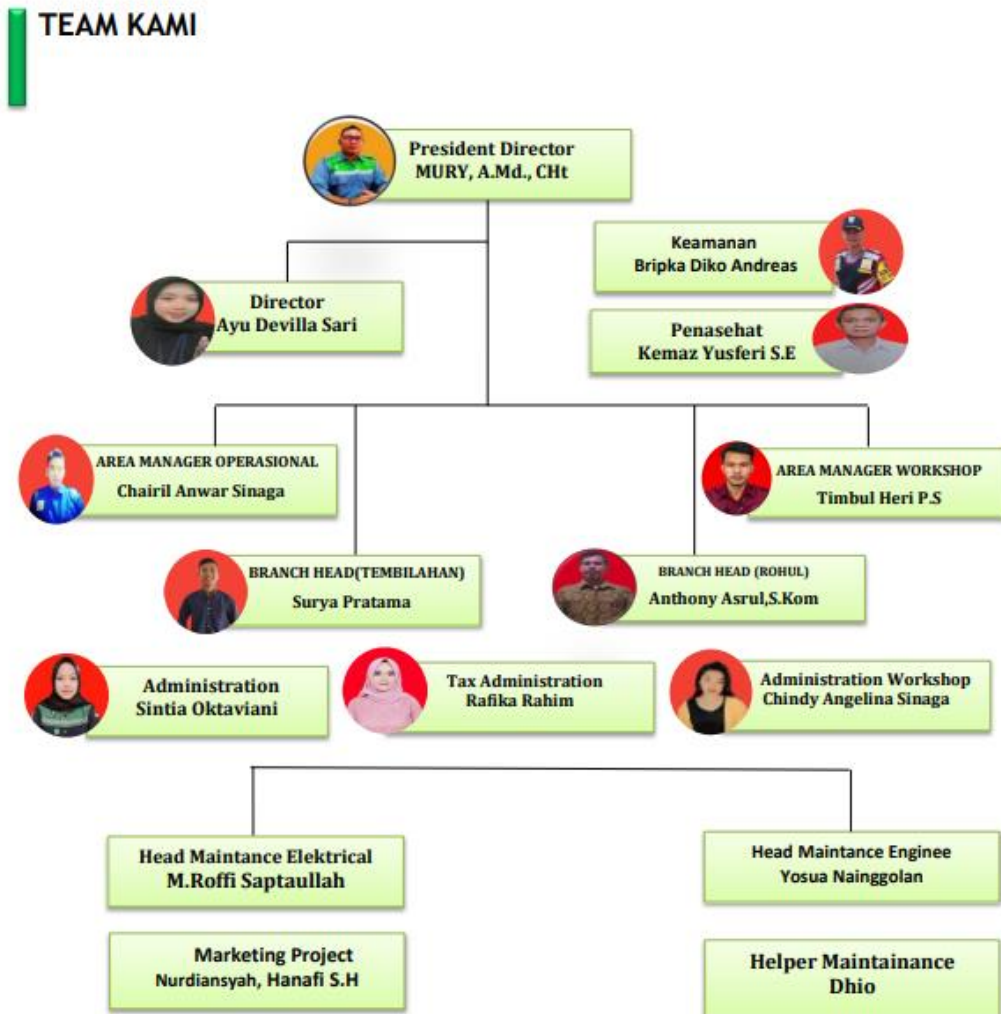 TEAM KAMI
President Director
MURY, A.Md., CHt
Keamanan
Bripka Diko Andreas
Director
Ayu Devilla Sari
Penasehat
Kemaz Yusferi S.E
AREA MANAGER OPERASIONAL
Chairil Anwar Sinaga
AREA MANAGER WORKSHOP
Timbul Heri P.S
BRANCH HEAD(TEMBILAHAN)
Surya Pratama
BRANCH HEAD (ROHUL)
Anthony Asrul,S.Kom
Administration
Sintia Oktaviani
Tax Administration
Rafika Rahim
Administration Workshop
Chindy Angelina Sinaga
Head Maintance Elektrical
M.Roffi Saptaullah
Head Maintance Enginee
Yosua Nainggolan
Marketing Project
Nurdiansyah, Hanafi S.H
Helper Maintainance
Dhio